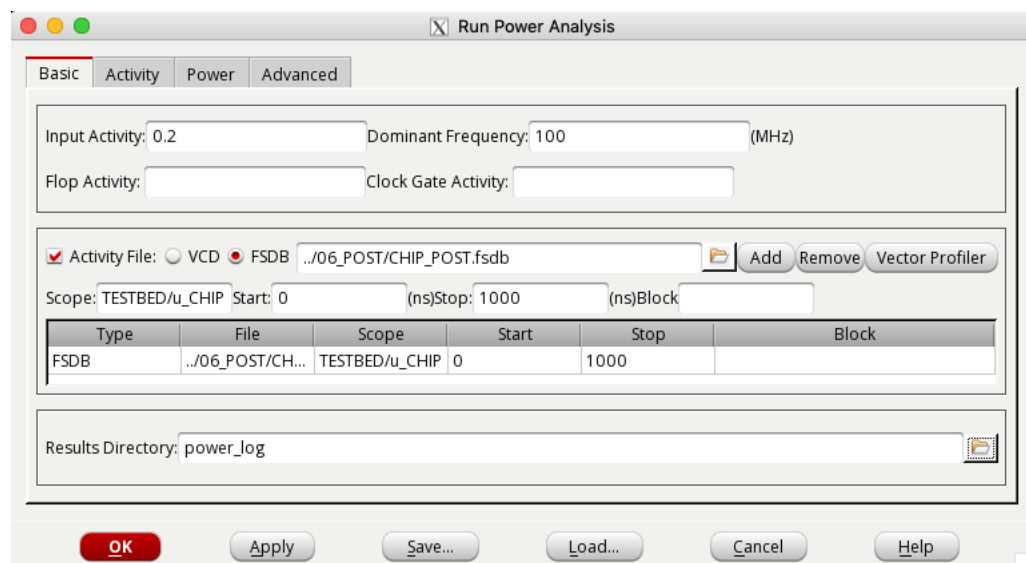 X Run Power Analysis
Basic Activity Power Advanced
Input Activity: 0.2 Dominant Frequency: 100 (MHz)
Flop Activity: Clock Gate Activity:
Activity File: VCD FSDB ../06_POST/CHIP_POST.fsdb Add Remove Vector Profiler
Scope: TESTBED/u_CHIP Start: 0 (ns)Stop: 1000 (ns)Block
Type File Scope Start Stop Block
FSDB ../06_POST/CH... TESTBED/u_CHIP 0 1000
Results Directory: power_log
OK Apply Save... Load... Cancel Help